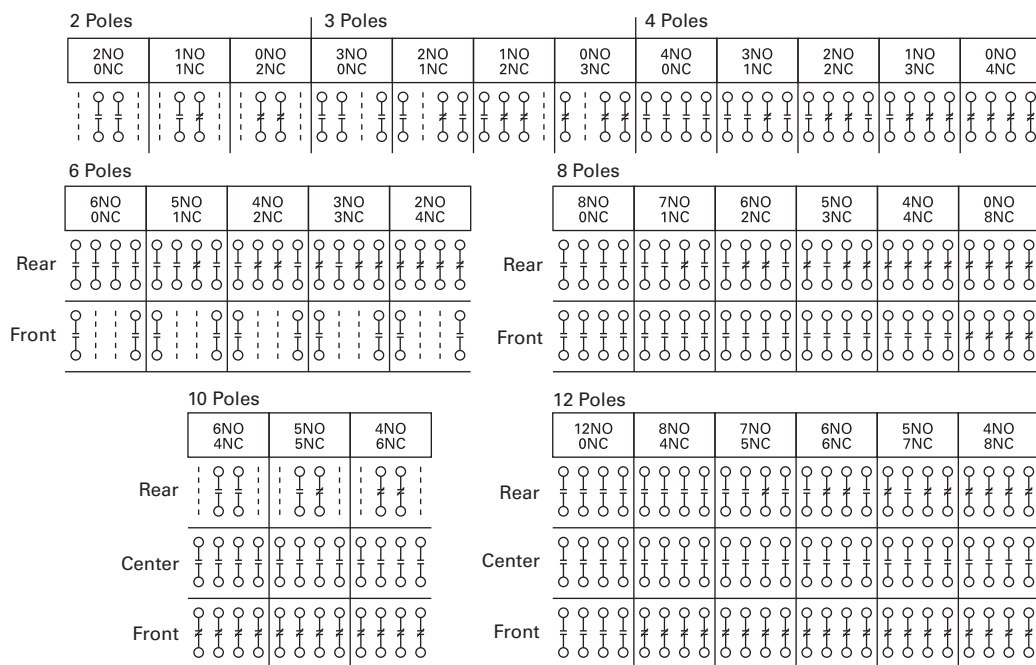 2 Poles 3 Poles 4 Poles
2NO 1NO 0NO 3NO 2NO 1NO 0NO 4NO 3NO 2NO 1NO 0NO
0NC 1NC 2NC 0NC 1NC 2NC 3NC 0NC 1NC 2NC 3NC 4NC
6 Poles
6NO 5NO 4NO 3NO 2NO
0NC 1NC 2NC 3NC 4NC
Rear
Front
8 Poles
8NO 7NO 6NO 5NO 4NO 0NO
0NC 1NC 2NC 3NC 4NC 8NC
Rear
Front
10 Poles
6NO 5NO 4NO
4NC 5NC 6NC
Rear
Center
Front
12 Poles
12NO 8NO 7NO 6NO 5NO 4NO
0NC 4NC 5NC 6NC 7NC 8NC
Rear
Center
Front